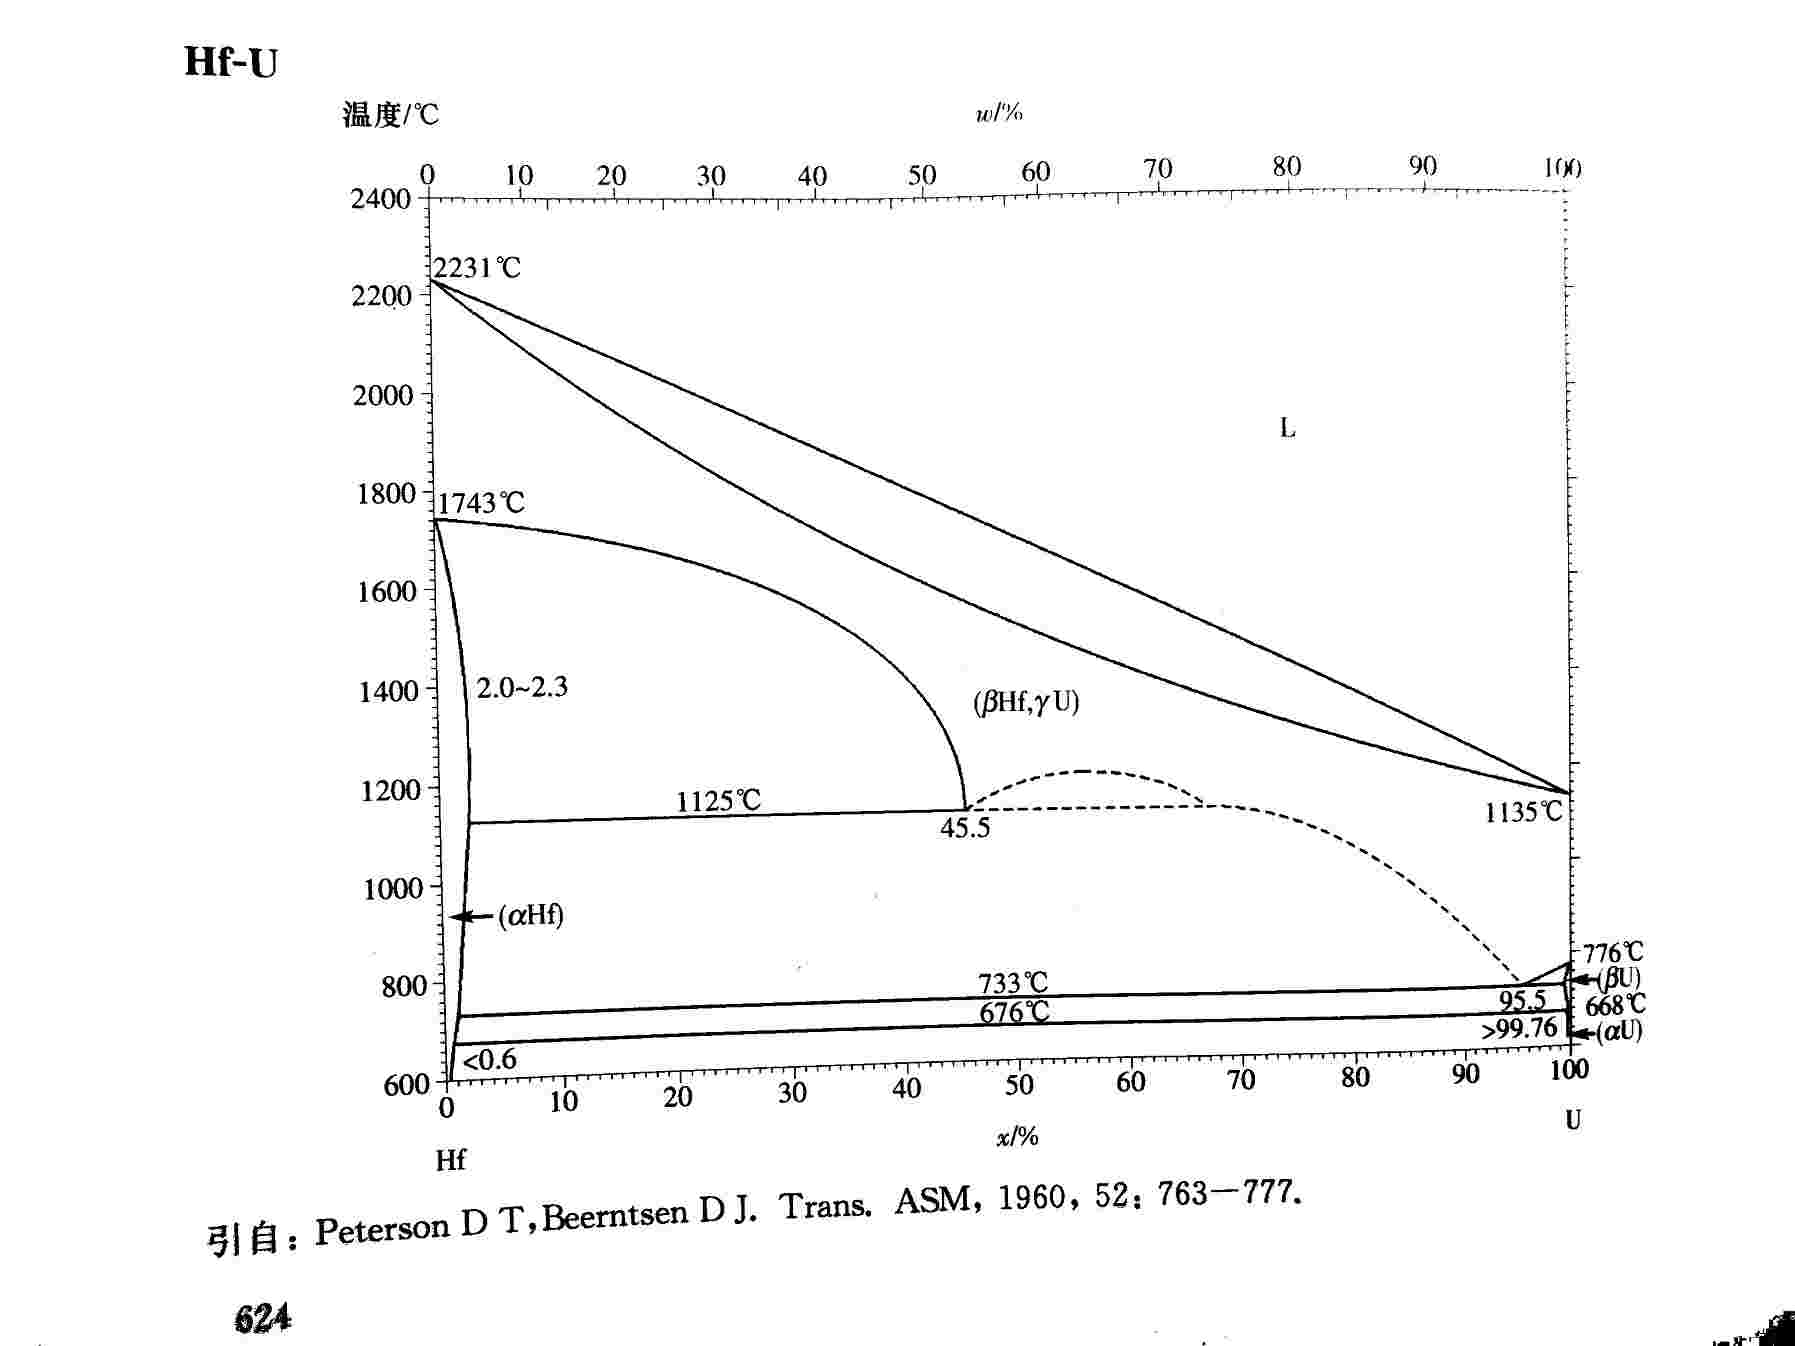 Hf-U
温度/℃
w/%
0 10 20 30 40 50 60 70 80 90 100
2400
2231℃
2200
2000
L
1800
1743℃
1600
1400
2.0~2.3
(βHf,γU)
1200
1125℃
1135℃
45.5
1000
(αHf)
776℃
800
733℃
(βU)
676℃
95.5
668℃
>99.76
(αU)
<0.6
600
0 10 20 30 40 50 60 70 80 90 100
x/%
Hf
U
引自：Peterson D T,Beerntsen D J. Trans. ASM, 1960, 52: 763—777.
624